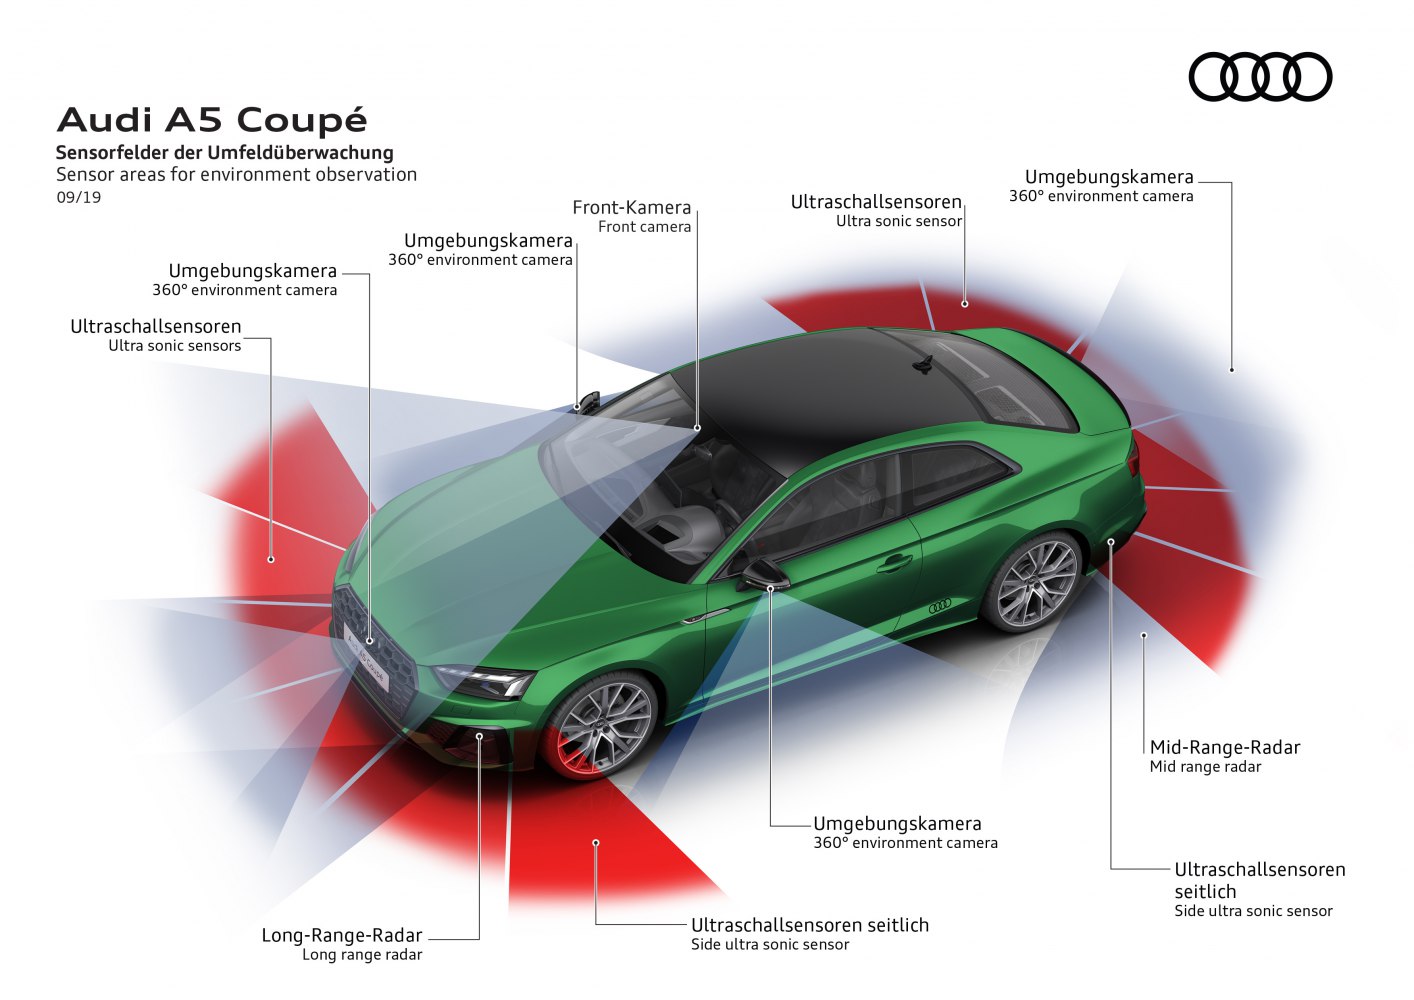 Audi A5 Coupé
Sensorfelder der Umfeldüberwachung
Sensor areas for environment observation
09/19
Umgebungskamera
360° environment camera
Ultraschallsensoren
Ultra sonic sensor
Front-Kamera
Front camera
Umgebungskamera
360° environment camera
Umgebungskamera
360° environment camera
Ultraschallsensoren
Ultra sonic sensors
Audi A5 Coupé
Mid-Range-Radar
Mid range radar
Umgebungskamera
360° environment camera
Ultraschallsensoren
seitlich
Side ultra sonic sensor
Ultraschallsensoren seitlich
Side ultra sonic sensor
Long-Range-Radar
Long range radar